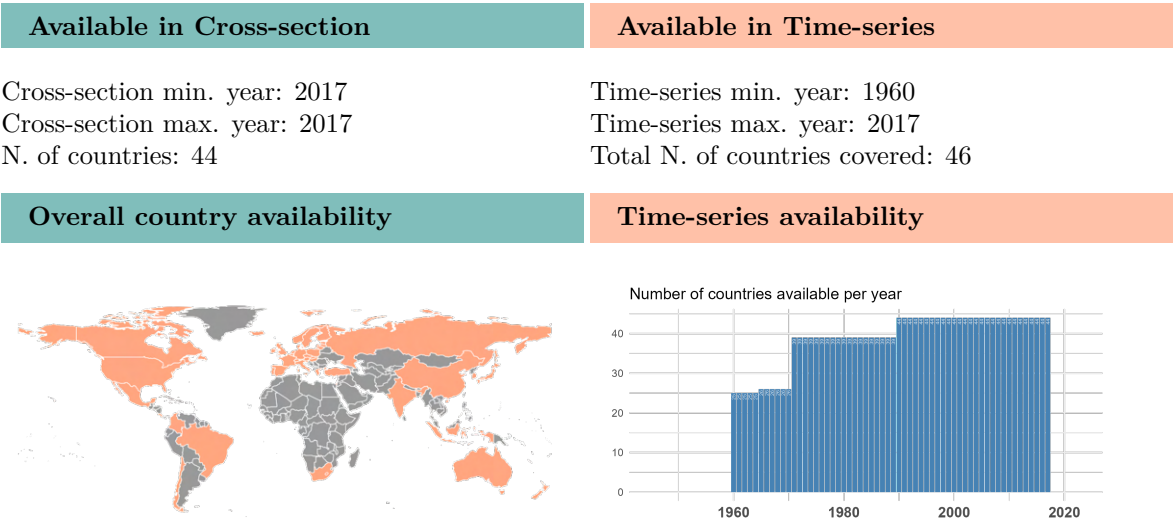 Available in Cross-section
Available in Time-series
Cross-section min. year: 2017
Cross-section max. year: 2017
N. of countries: 44
Time-series min. year: 1960
Time-series max. year: 2017
Total N. of countries covered: 46
Overall country availability
Time-series availability
Number of countries available per year
40
30
20
10
0
1960
1980
2000
2020